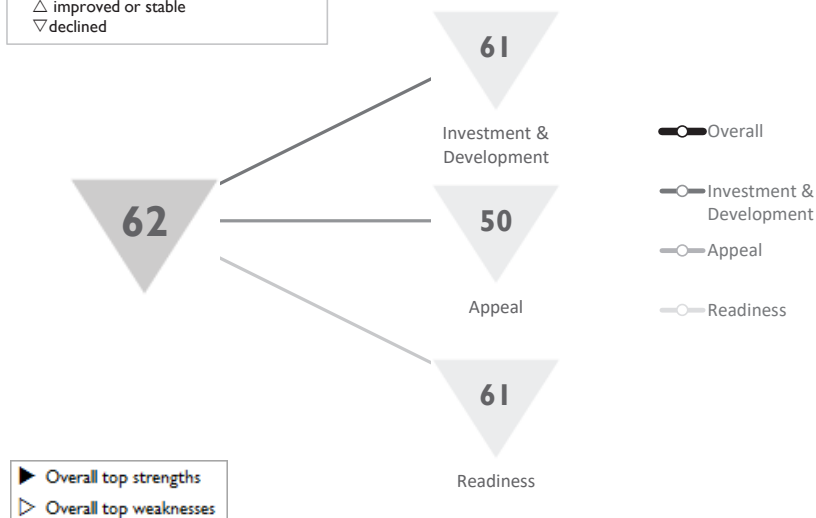 △ improved or stable
▽ declined
61
Investment &
Development
Overall
Investment &
Development
62
50
Appeal
Appeal
Readiness
61
Readiness
▶ Overall top strengths
▷ Overall top weaknesses